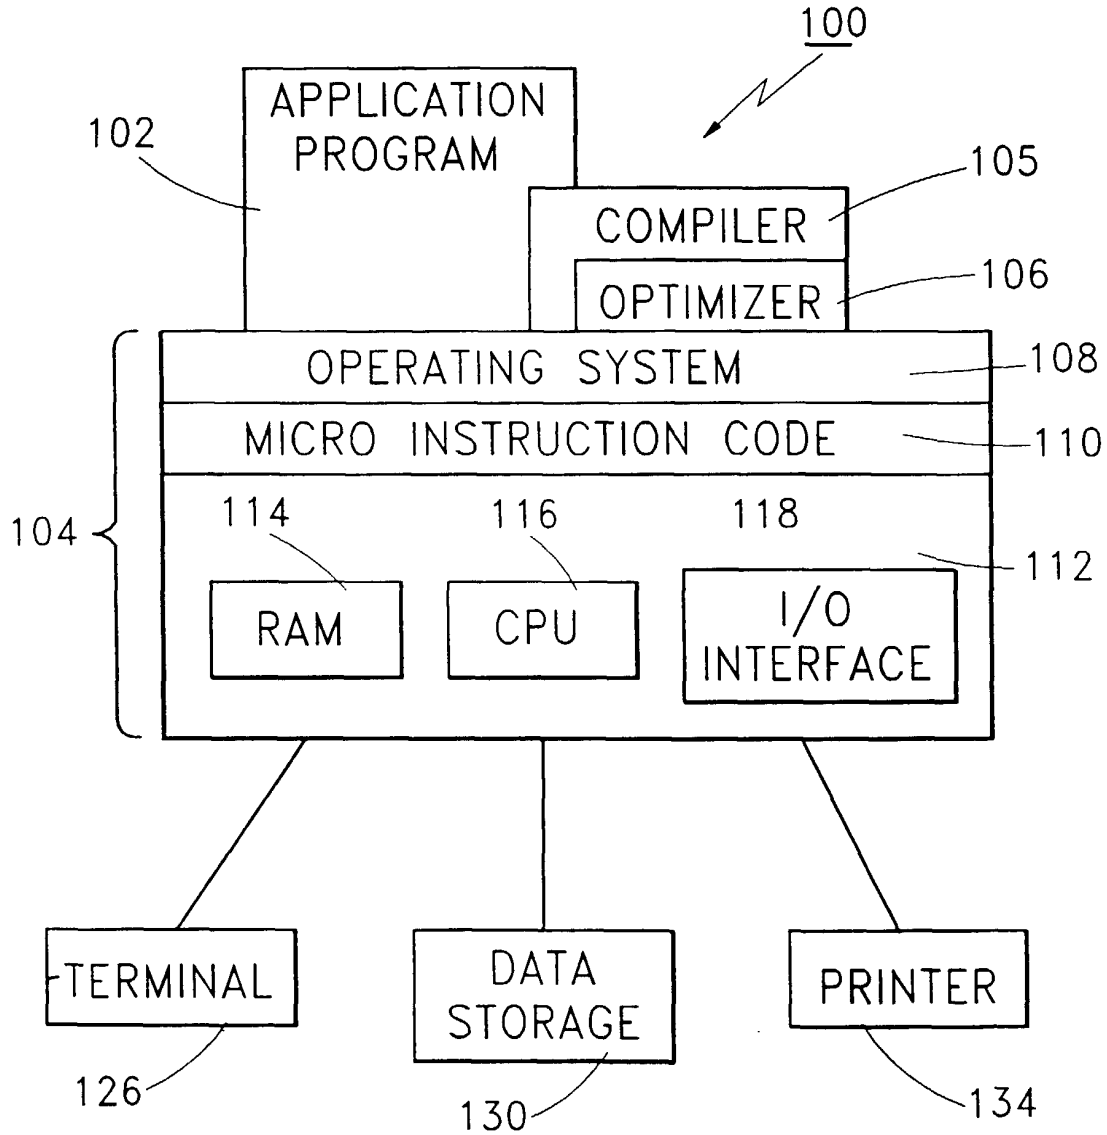 100
APPLICATION
PROGRAM
102
105
COMPILER
106
OPTIMIZER
OPERATING SYSTEM
108
MICRO INSTRUCTION CODE
110
104
114
116
118
112
RAM
CPU
I/O
INTERFACE
TERMINAL
DATA
STORAGE
PRINTER
126
130
134